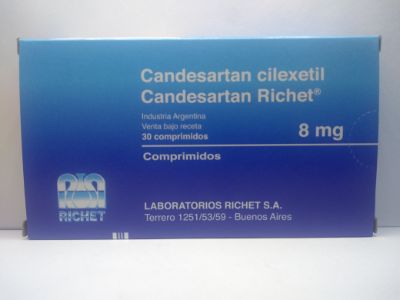 Candesartan cilexetil
Candesartan Richet®
Industria Argentina
Venta bajo receta
30 comprimidos
8 mg
Comprimidos
RICHET
LABORATORIOS RICHET S.A.
Terrero 1251/53/59 - Buenos Aires